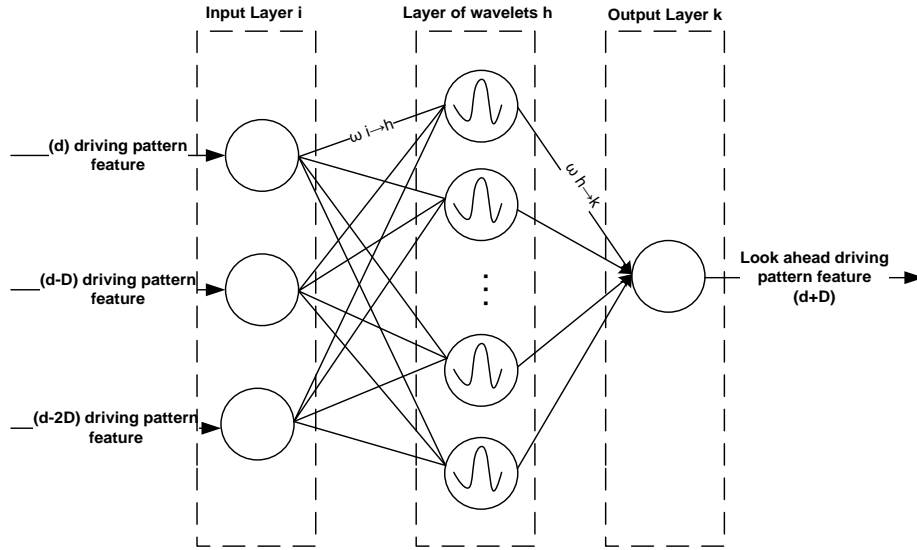 Input Layer i
Layer of wavelets h
Output Layer k
(d) driving pattern
feature
ω i→h
ω h→k
(d-D) driving pattern
feature
Look ahead driving
pattern feature
(d+D)
(d-2D) driving pattern
feature